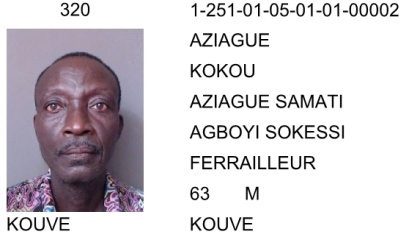 320 1-251-01-05-01-01-00002
AZIAGUE
KOKOU
AZIAGUE SAMATI
AGBOYI SOKESSI
FERRAILLEUR
63 M
KOUVE KOUVE